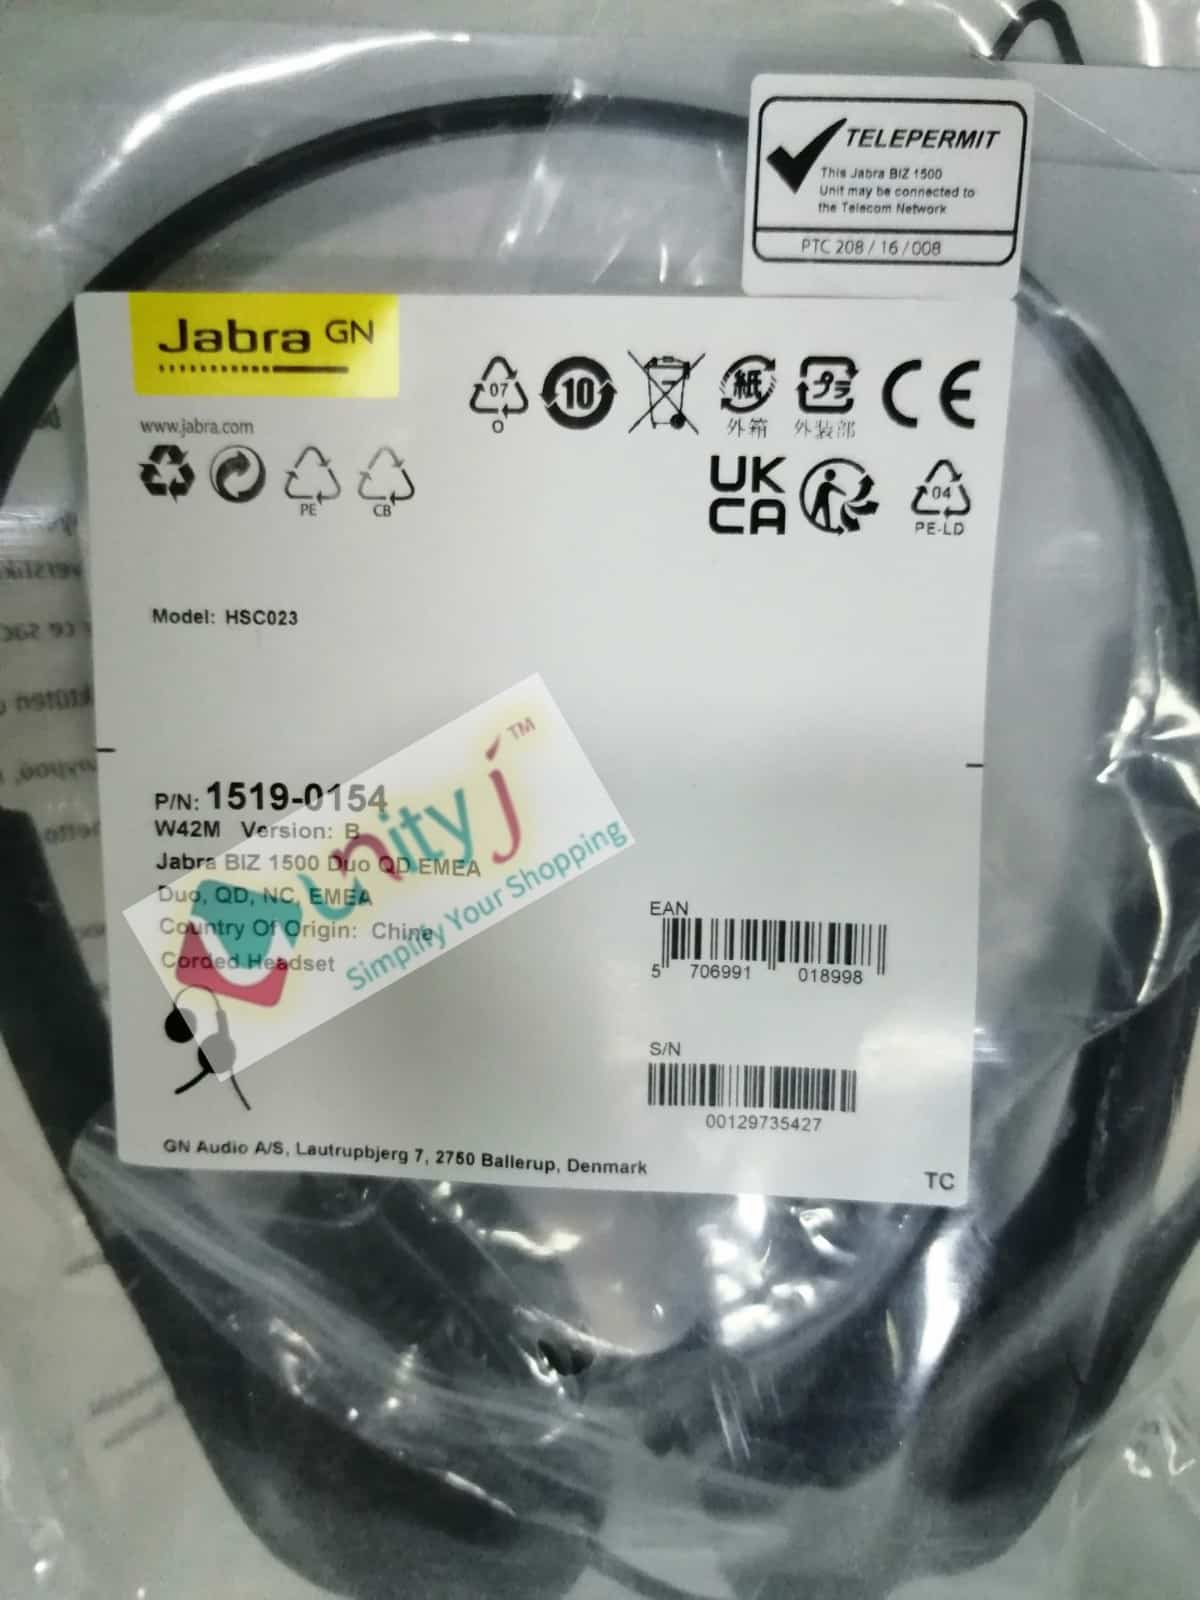 TELEPERMIT
This Jabra BIZ 1500
Unit may be connected to
the Telecom Network
PTC 208 / 16 / 008
Jabra GN
www.jabra.com
07
O
10
紙
外箱
プラ
外装部
CE
PE
CB
UK
CA
04
PE-LD
Model: HSC023
P/N: 1519-0154
W42M Version: B
Jabra BIZ 1500 Duo QD EMEA
Duo, QD, NC, EMEA
Country Of Origin: China
Corded Headset
unityj™
Simplify Your Shopping
EAN
5 706991 018998
S/N
00129735427
GN Audio A/S, Lautrupbjerg 7, 2750 Ballerup, Denmark
TC